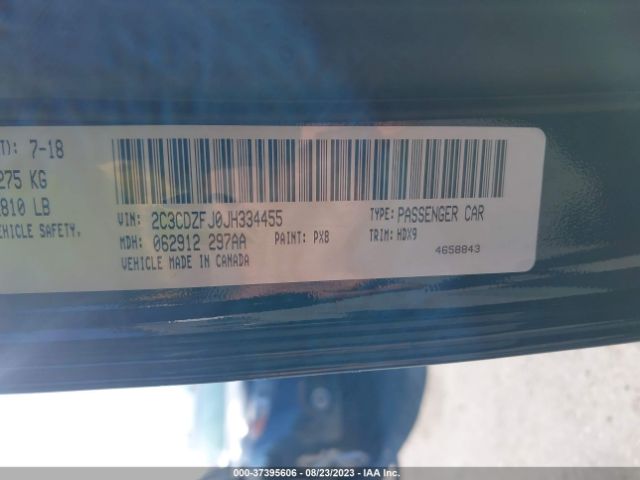 T): 7-18
275 KG
810 LB
VEHICLE SAFETY.
VIN: 2C3CDZFJ0JH334455
TYPE: PASSENGER CAR
MDH: 062912 297AA
PAINT: PX8
TRIM: HDX9
VEHICLE MADE IN CANADA
4658843
000-37395606 - 08/23/2023 - IAA Inc.